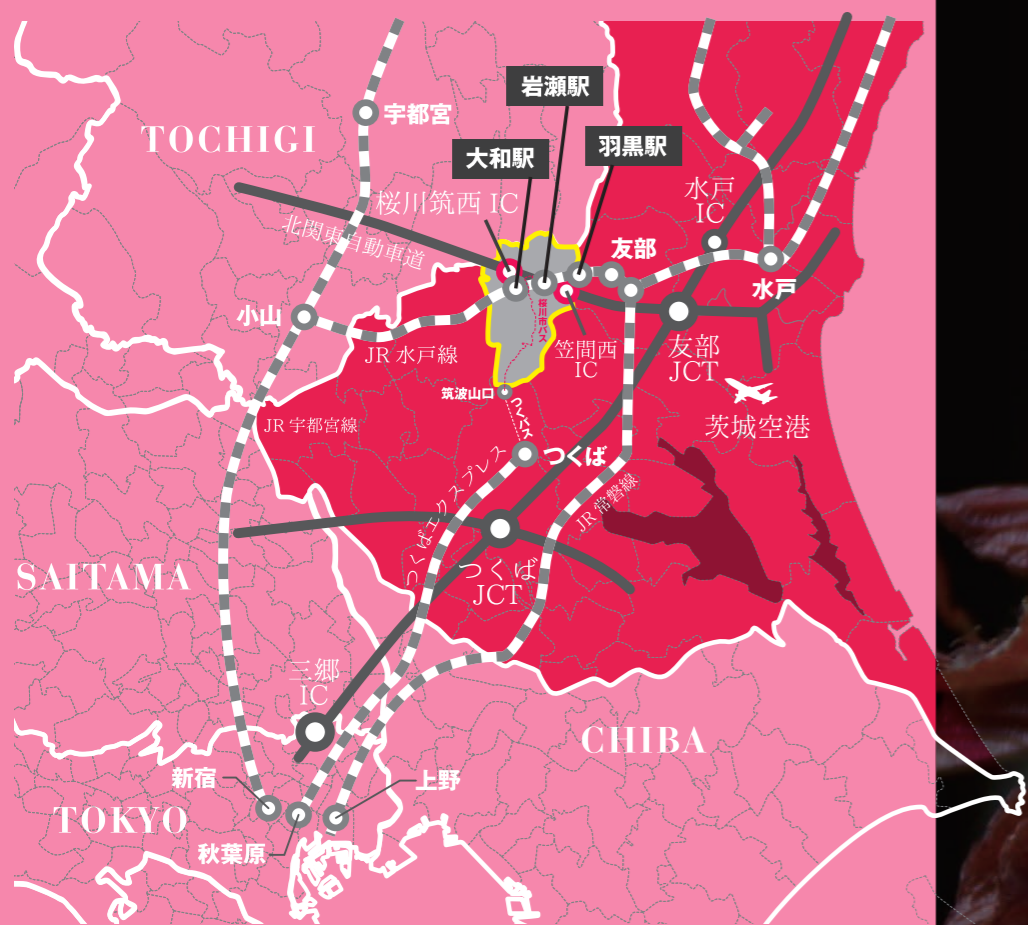 岩瀬駅
宇都宮
TOCHIGI
大和駅
羽黒駅
桜川筑西 IC
水戸
IC
北関東自動車道
友部
水戸
小山
桜川市バス
JR 水戸線
笠間西
IC
友部
JCT
筑波山口
つくバス
茨城空港
JR 宇都宮線
つくば
つくばエクスプレス
JR 常磐線
SAITAMA
つくば
JCT
三郷
IC
CHIBA
新宿
上野
TOKYO
秋葉原